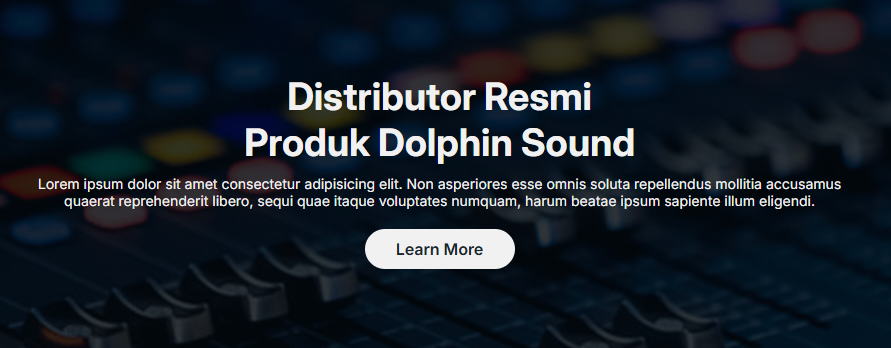 Distributor Resmi
Produk Dolphin Sound
Lorem ipsum dolor sit amet consectetur adipisicing elit. Non asperiores esse omnis soluta repellendus mollitia accusamus
quaerat reprehenderit libero, sequi quae itaque voluptates numquam, harum beatae ipsum sapiente illum eligendi.
Learn More